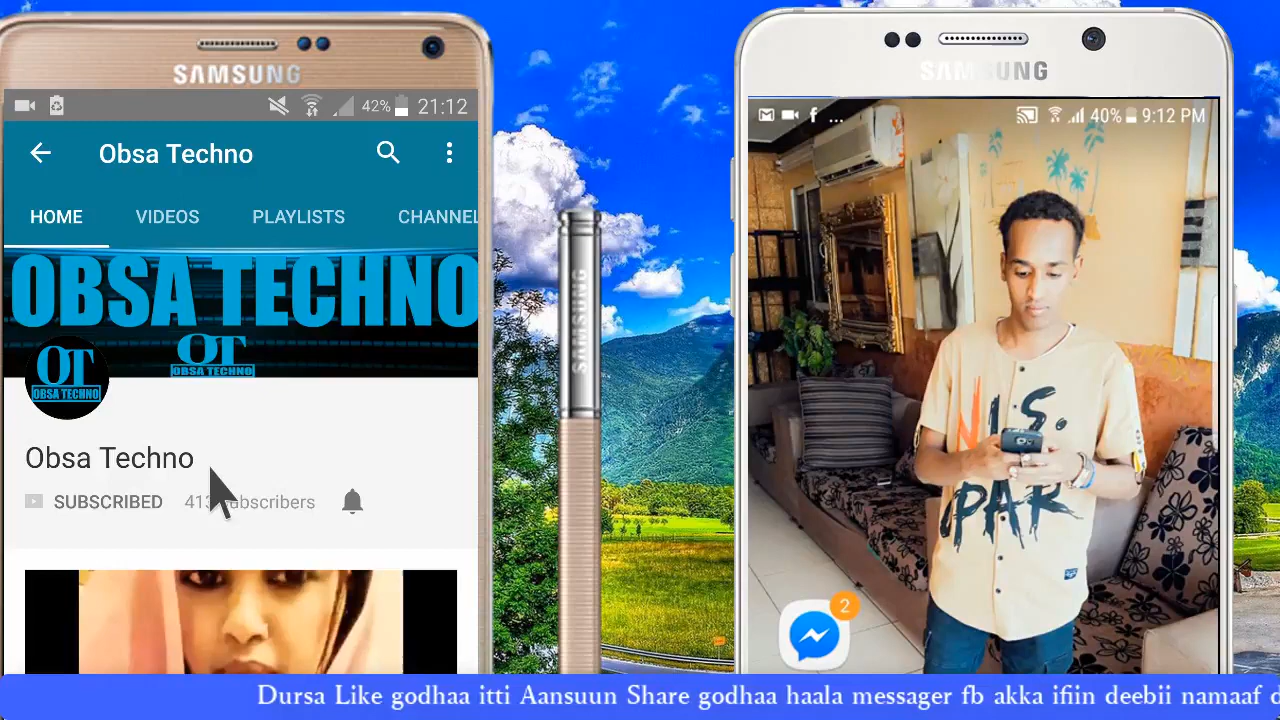 SAMSUNG
42% 21:12
Obsa Techno
HOME VIDEOS PLAYLISTS CHANNEL
OBSA TECHNO
OT
OBSA TECHNO
OT
OBSA TECHNO
Obsa Techno
SUBSCRIBED 413 subscribers
SAMSUNG
SAMSUNG
f ... 40% 9:12 PM
PAR
2
Dursa Like godhaa itti Aansuun Share godhaa haala messager fb akka ifiin deebii namaaf d